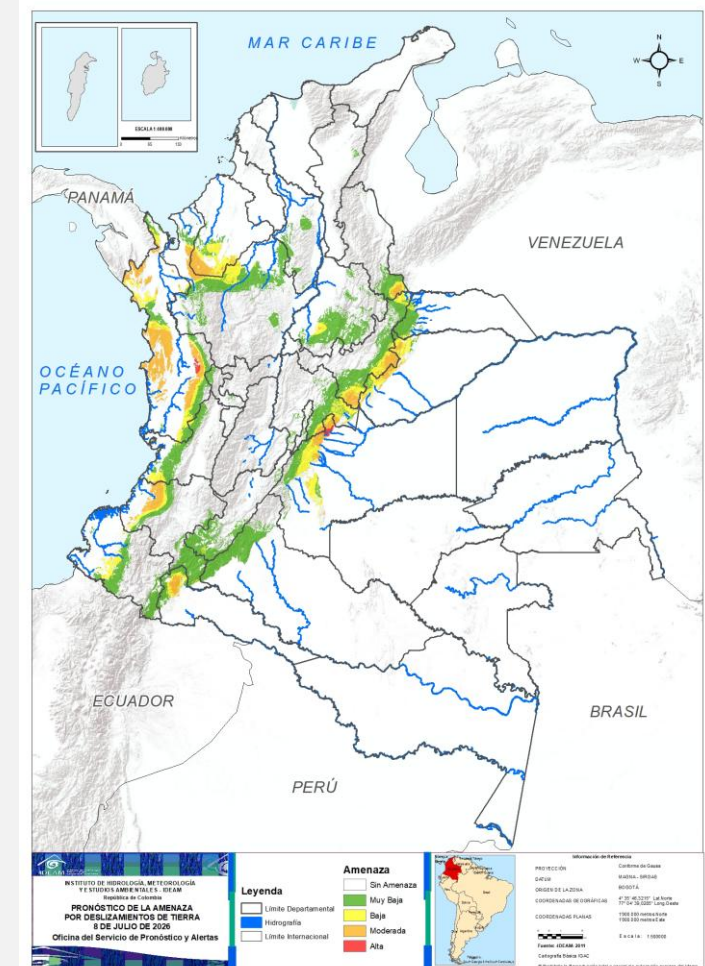 MAR CARIBE
N
W
E
S
ESCALA 1:600.000
PANAMÁ
VENEZUELA
OCÉANO
PACÍFICO
ECUADOR
BRASIL
PERÚ
INSTITUTO DE HIDROLOGÍA, METEOROLOGÍA
Y ESTUDIOS AMBIENTALES - IDEAM
República de Colombia
PRONÓSTICO DE LA AMENAZA
POR DESLIZAMIENTOS DE TIERRA
8 DE JULIO DE 2026
Oficina del Servicio de Pronóstico y Alertas
Leyenda
Límite Departamental
Hidrografía
Límite Internacional
Amenaza
Sin Amenaza
Muy Baja
Baja
Moderada
Alta
Información de Referencia
PROYECCIÓN
Conforme de Gauss
DATUM
MAGNA - SIRGAS
ORIGEN DE LA ZONA
BOGOTÁ
COORDENADAS GEOGRÁFICAS
COORDENADAS PLANAS
Escala:
Fuente: IDEAM 2011
Cartografía Básica IGAC